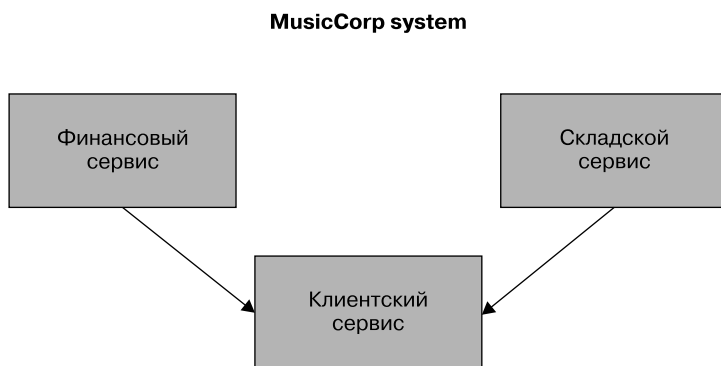 MusicCorp system
Финансовый
сервис
Складской
сервис
Клиентский
сервис